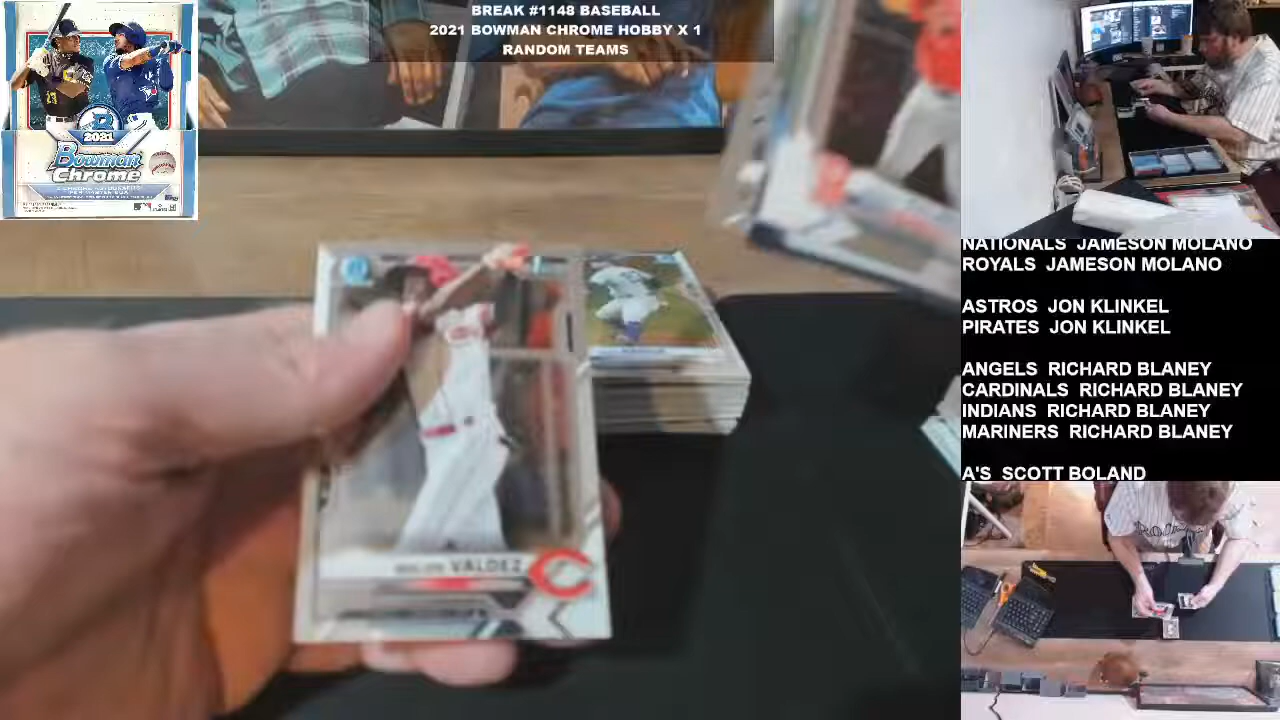 BREAK #1148 BASEBALL
2021 BOWMAN CHROME HOBBY X 1
RANDOM TEAMS
2021
Bowman
Chrome
VALDEZ
NATIONALS JAMESON MOLANO
ROYALS JAMESON MOLANO
ASTROS JON KLINKEL
PIRATES JON KLINKEL
ANGELS RICHARD BLANEY
CARDINALS RICHARD BLANEY
INDIANS RICHARD BLANEY
MARINERS RICHARD BLANEY
A'S SCOTT BOLAND